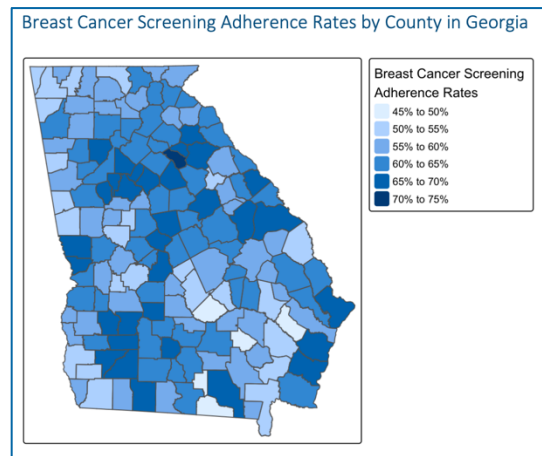 Breast Cancer Screening Adherence Rates by County in Georgia
Breast Cancer Screening
Adherence Rates
45% to 50%
50% to 55%
55% to 60%
60% to 65%
65% to 70%
70% to 75%